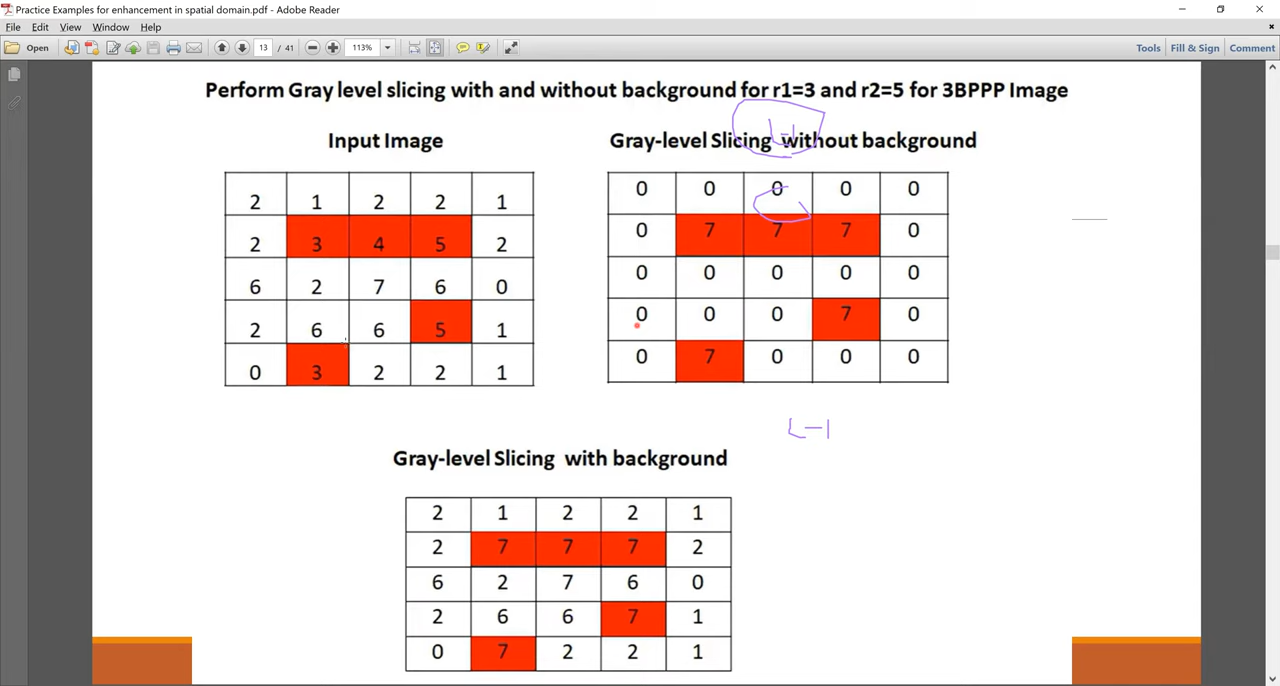 Practice Examples for enhancement in spatial domain.pdf - Adobe Reader
File Edit View Window Help
Open 13 / 41 113% Tools Fill & Sign Comment
Perform Gray level slicing with and without background for r1=3 and r2=5 for 3BPPP Image
Input Image
2 1 2 2 1
2 3 4 5 2
6 2 7 6 0
2 6 6 5 1
0 3 2 2 1
L-1
Gray-level Slicing without background
0 0 0 0 0
0 7 7 7 0
0 0 0 0 0
0 0 0 7 0
0 7 0 0 0
L-1
Gray-level Slicing with background
2 1 2 2 1
2 7 7 7 2
6 2 7 6 0
2 6 6 7 1
0 7 2 2 1